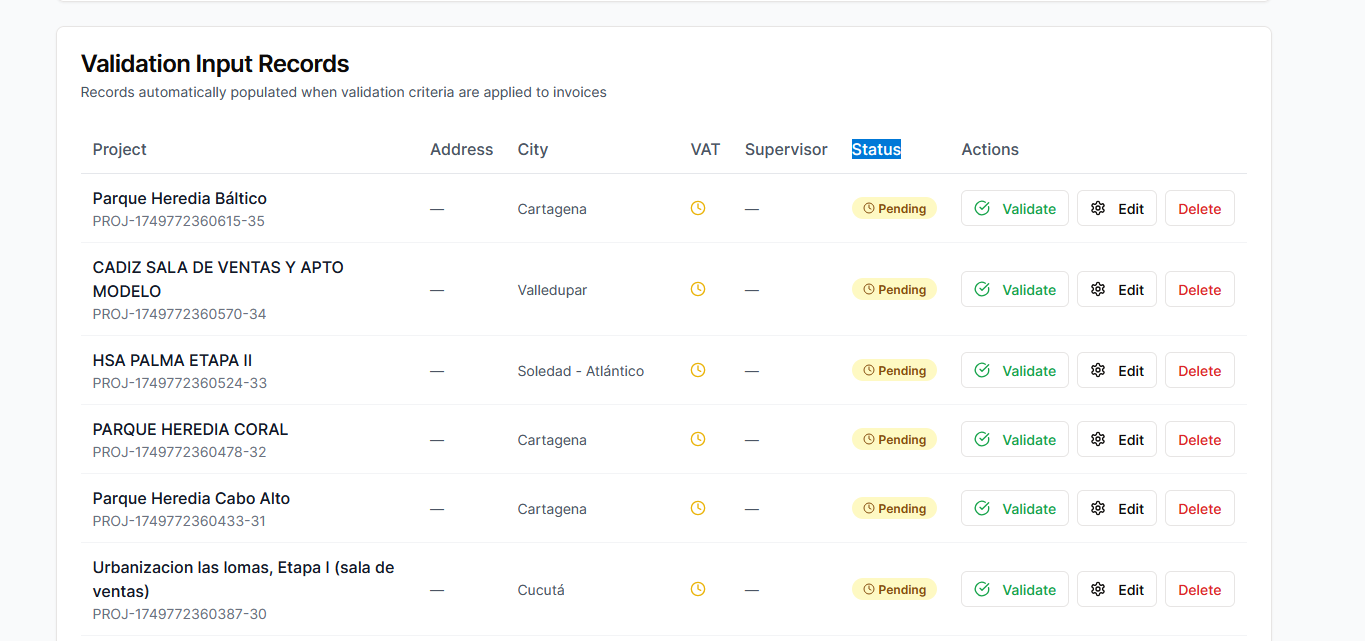 Validation Input Records
Records automatically populated when validation criteria are applied to invoices
Project Address City VAT Supervisor Status Actions
Parque Heredia Báltico
PROJ-1749772360615-35
— Cartagena — Pending Validate Edit Delete
CADIZ SALA DE VENTAS Y APTO
MODELO
PROJ-1749772360570-34
— Valledupar — Pending Validate Edit Delete
HSA PALMA ETAPA II
PROJ-1749772360524-33
— Soledad - Atlántico — Pending Validate Edit Delete
PARQUE HEREDIA CORAL
PROJ-1749772360478-32
— Cartagena — Pending Validate Edit Delete
Parque Heredia Cabo Alto
PROJ-1749772360433-31
— Cartagena — Pending Validate Edit Delete
Urbanizacion las lomas, Etapa I (sala de
ventas)
PROJ-1749772360387-30
— Cucutá — Pending Validate Edit Delete